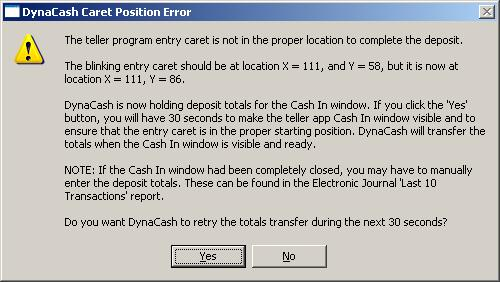 DynaCash Caret Position Error
The teller program entry caret is not in the proper location to complete the deposit.
The blinking entry caret should be at location X = 111, and Y = 58, but it is now at
location X = 111, Y = 86.
DynaCash is now holding deposit totals for the Cash In window. If you click the 'Yes'
button, you will have 30 seconds to make the teller app Cash In window visible and to
ensure that the entry caret is in the proper starting position. DynaCash will transfer the
totals when the Cash In window is visible and ready.
NOTE: If the Cash In window had been completely closed, you may have to manually
enter the deposit totals. These can be found in the Electronic Journal 'Last 10
Transactions' report.
Do you want DynaCash to retry the totals transfer during the next 30 seconds?
Yes No